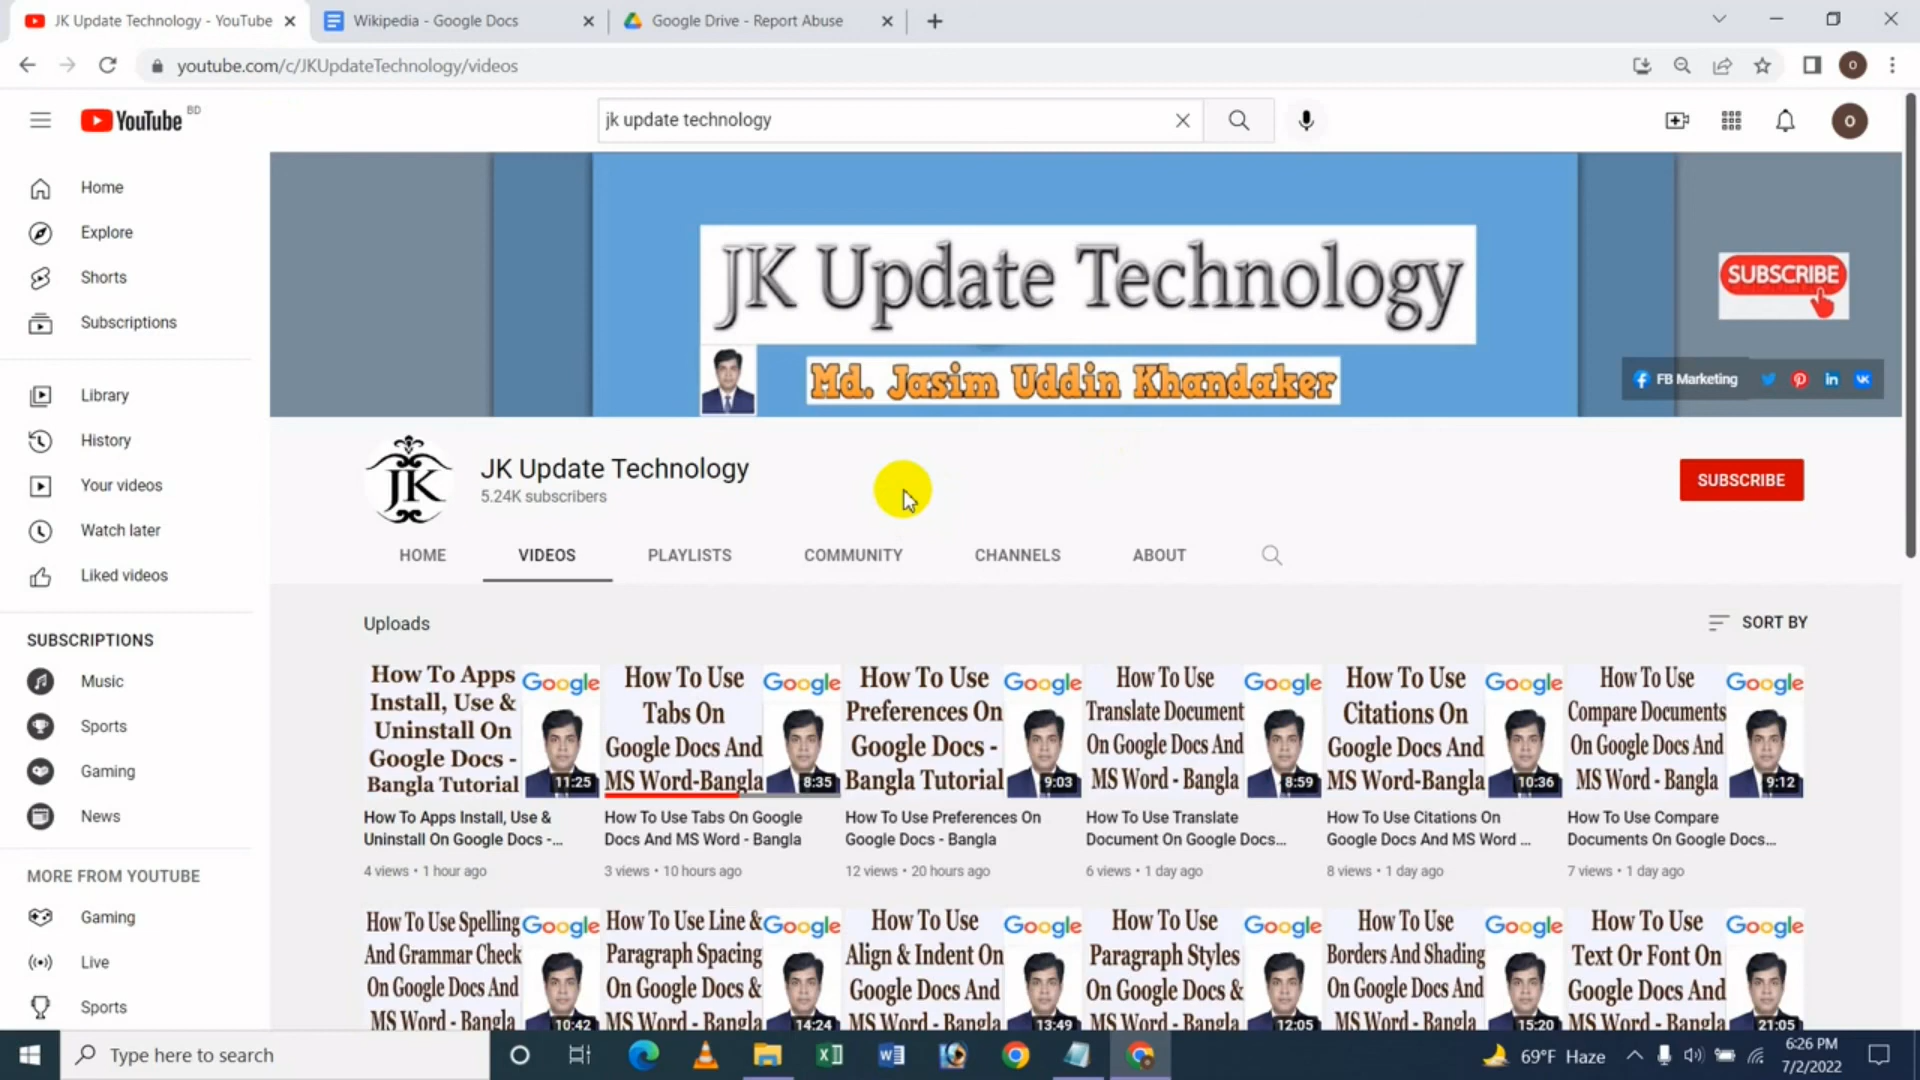 JK Update Technology - YouTube
Wikipedia - Google Docs
Google Drive - Report Abuse
youtube.com/c/JKUpdateTechnology/videos
YouTube BD
jk update technology
Home
Explore
Shorts
Subscriptions
Library
History
Your videos
Watch later
Liked videos
SUBSCRIPTIONS
Music
Sports
Gaming
News
MORE FROM YOUTUBE
Gaming
Live
Sports
JK Update Technology
Md. Jasim Uddin Khandaker
SUBSCRIBE
FB Marketing
JK
JK Update Technology
5.24K subscribers
SUBSCRIBE
HOME VIDEOS PLAYLISTS COMMUNITY CHANNELS ABOUT
Uploads
SORT BY
How To Apps
Install, Use &
Uninstall On
Google Docs -
Bangla Tutorial
Google
11:25
How To Apps Install, Use &
Uninstall On Google Docs -...
4 views • 1 hour ago
How To Use
Tabs On
Google Docs And
MS Word-Bangla
Google
8:35
How To Use Tabs On Google
Docs And MS Word - Bangla
3 views • 10 hours ago
How To Use
Preferences On
Google Docs -
Bangla Tutorial
Google
9:03
How To Use Preferences On
Google Docs - Bangla
12 views • 20 hours ago
How To Use
Translate Document
On Google Docs And
MS Word - Bangla
Google
8:59
How To Use Translate
Document On Google Docs...
6 views • 1 day ago
How To Use
Citations On
Google Docs And
MS Word-Bangla
Google
10:36
How To Use Citations On
Google Docs And MS Word ...
8 views • 1 day ago
How To Use
Compare Documents
On Google Docs And
MS Word - Bangla
Google
9:12
How To Use Compare
Documents On Google Docs...
7 views • 1 day ago
How To Use Spelling
And Grammar Check
On Google Docs And
MS Word - Bangla
Google
10:42
How To Use Line &
Paragraph Spacing
On Google Docs &
MS Word - Bangla
Google
14:24
How To Use
Align & Indent On
Google Docs And
MS Word - Bangla
Google
13:49
How To Use
Paragraph Styles
On Google Docs &
MS Word - Bangla
Google
12:05
How To Use
Borders And Shading
On Google Docs And
MS Word - Bangla
Google
15:20
How To Use
Text Or Font On
Google Docs And
MS Word - Bangla
Google
21:05
Type here to search
69°F Haze
6:26 PM
7/2/2022